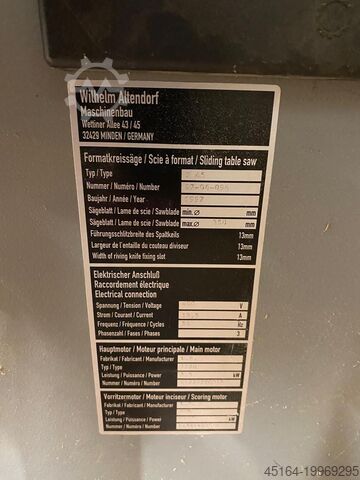 Wilhelm Altendorf
Maschinenbau
Wettiner Allee 43 / 45
32429 MINDEN / GERMANY
Formatkreissäge / Scie à format / Sliding table saw
Typ / Type F 45
Nummer / Numéro / Number
Baujahr / Année / Year
Sägeblatt / Lame de scie / Sawblade min. ø mm
Sägeblatt / Lame de scie / Sawblade max. ø mm
Führungsschlitzbreite des Spaltkeils 13mm
Largeur de l'entaille du couteau diviseur 13mm
Width of riving knife fixing slot 13mm
Elektrischer Anschluß
Raccordement électrique
Electrical connection
Spannung / Tension / Voltage V
Strom / Courant / Current A
Frequenz / Fréquenz / Cycles Hz
Phasenzahl / Fases / Phases 3
Hauptmotor / Moteur principale / Main motor
Fabrikat / Fabricant / Manufacturer
Typ / Type
Leistung / Puissance / Power kW
Nummer / Numéro / Number
Vorritzermotor / Moteur inciseur / Scoring motor
Fabrikat / Fabricant / Manufacturer
Typ / Type
Leistung / Puissance / Power kW
Nummer / Numéro / Number
45164-19969295